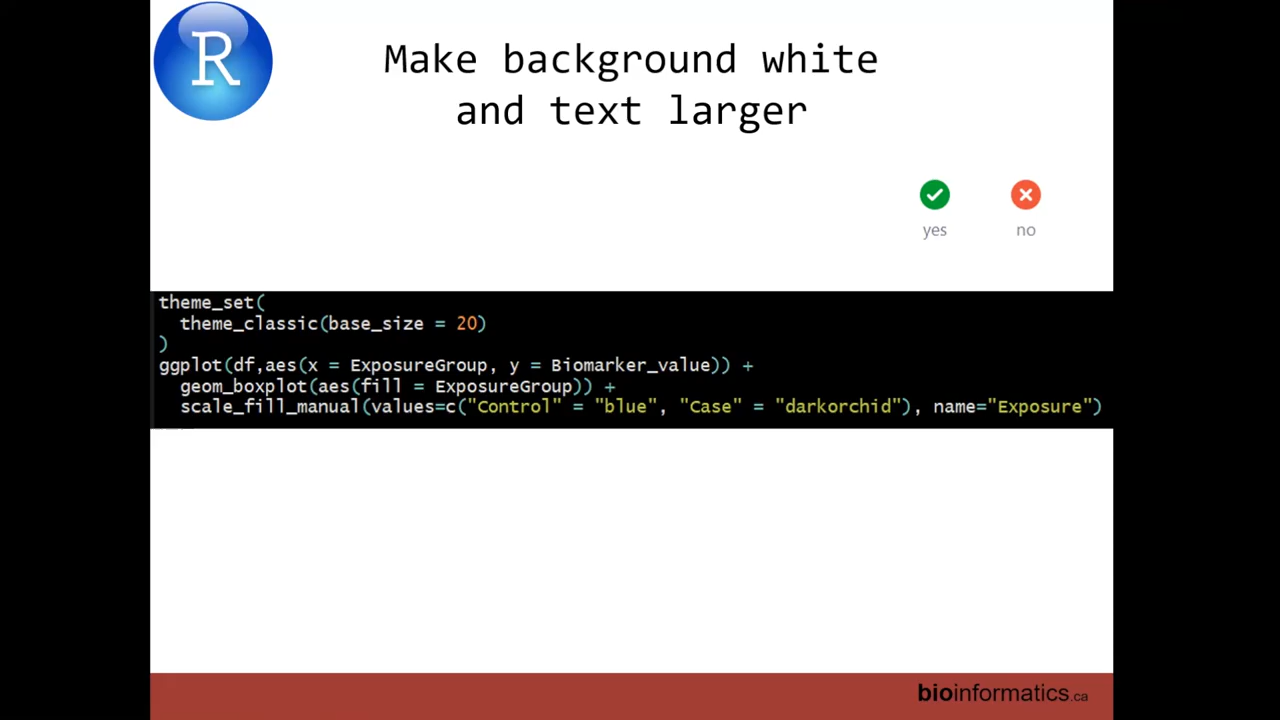 R
Make background white
and text larger
yes no
theme_set(
  theme_classic(base_size = 20)
)
ggplot(df,aes(x = ExposureGroup, y = Biomarker_value)) +
  geom_boxplot(aes(fill = ExposureGroup)) +
  scale_fill_manual(values=c("Control" = "blue", "Case" = "darkorchid"), name="Exposure")
bioinformatics.ca